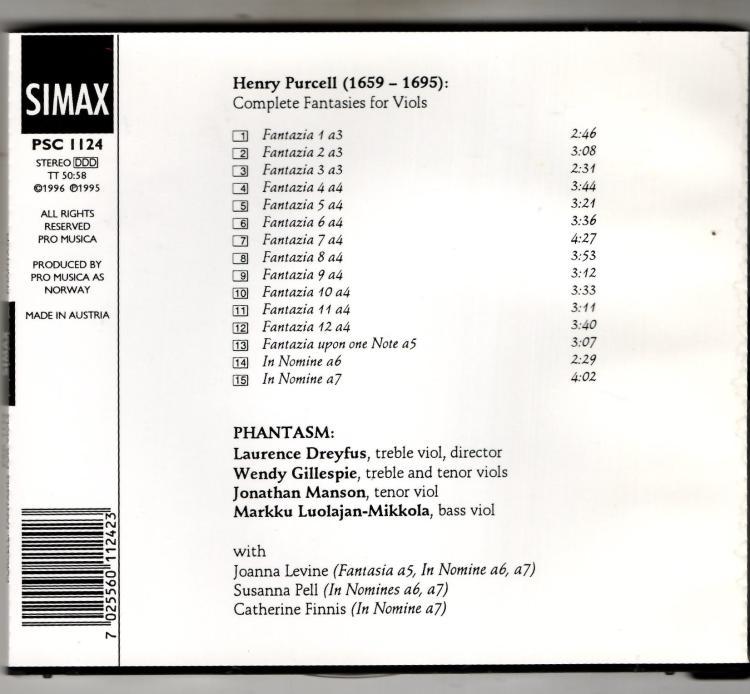 SIMAX
PSC 1124
STEREO DDD
TT 50:58
©1996 ℗1995
ALL RIGHTS
RESERVED
PRO MUSICA
PRODUCED BY
PRO MUSICA AS
NORWAY
MADE IN AUSTRIA
7 025560 112423
Henry Purcell (1659 – 1695):
Complete Fantasies for Viols
1 Fantazia 1 a3 2:46
2 Fantazia 2 a3 3:08
3 Fantazia 3 a3 2:31
4 Fantazia 4 a4 3:44
5 Fantazia 5 a4 3:21
6 Fantazia 6 a4 3:36
7 Fantazia 7 a4 4:27
8 Fantazia 8 a4 3:53
9 Fantazia 9 a4 3:12
10 Fantazia 10 a4 3:33
11 Fantazia 11 a4 3:11
12 Fantazia 12 a4 3:40
13 Fantazia upon one Note a5 3:07
14 In Nomine a6 2:29
15 In Nomine a7 4:02
PHANTASM:
Laurence Dreyfus, treble viol, director
Wendy Gillespie, treble and tenor viols
Jonathan Manson, tenor viol
Markku Luolajan-Mikkola, bass viol
with
Joanna Levine (Fantasia a5, In Nomine a6, a7)
Susanna Pell (In Nomines a6, a7)
Catherine Finnis (In Nomine a7)